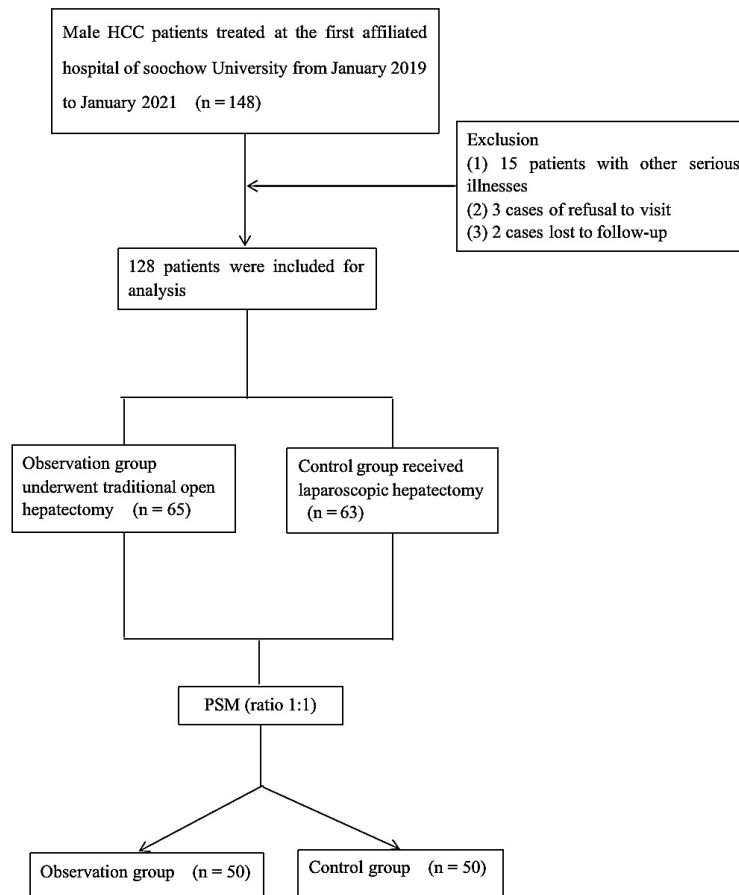 Male HCC patients treated at the first affiliated
hospital of soochow University from January 2019
to January 2021 (n = 148)
Exclusion
(1) 15 patients with other serious
illnesses
(2) 3 cases of refusal to visit
(3) 2 cases lost to follow-up
128 patients were included for
analysis
Observation group
underwent traditional open
hepatectomy (n = 65)
Control group received
laparoscopic hepatectomy
(n = 63)
PSM (ratio 1:1)
Observation group (n = 50)
Control group (n = 50)